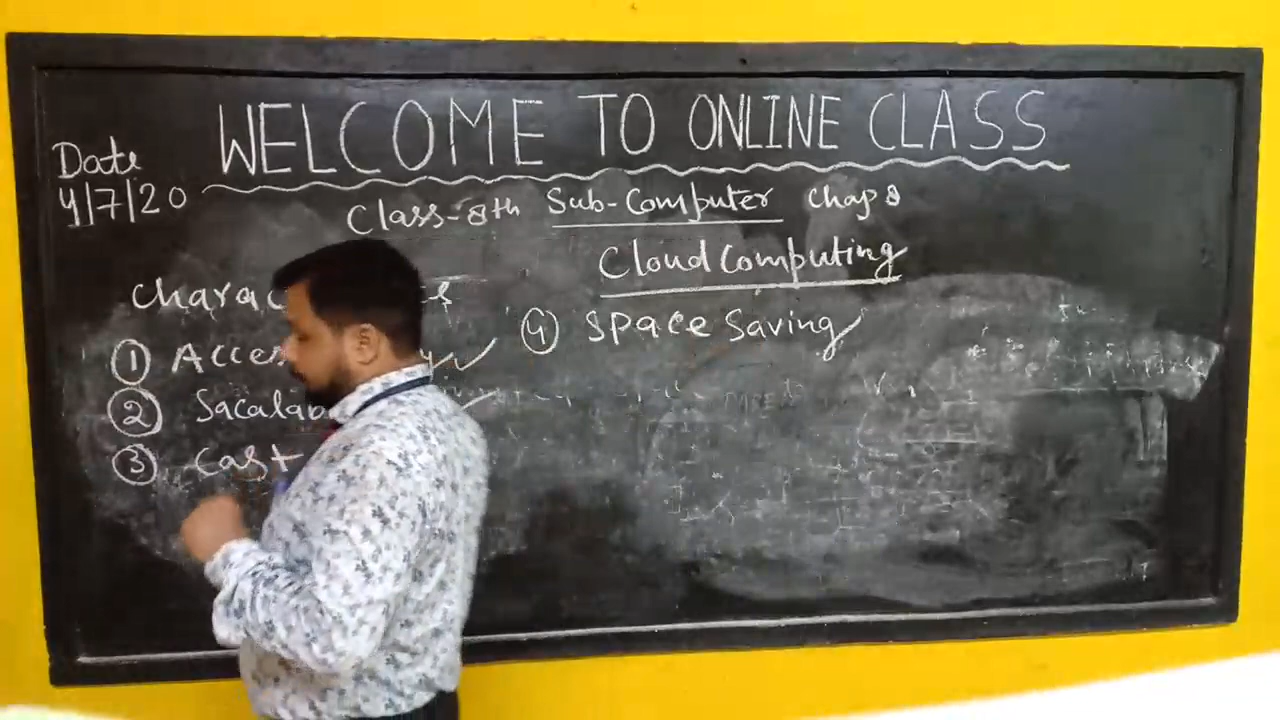 WELCOME TO ONLINE CLASS
Date
4/7/20
Class-8th Sub-Computer Chap 8
Cloud Computing
① 
② 
③ Cast
④ Space Saving